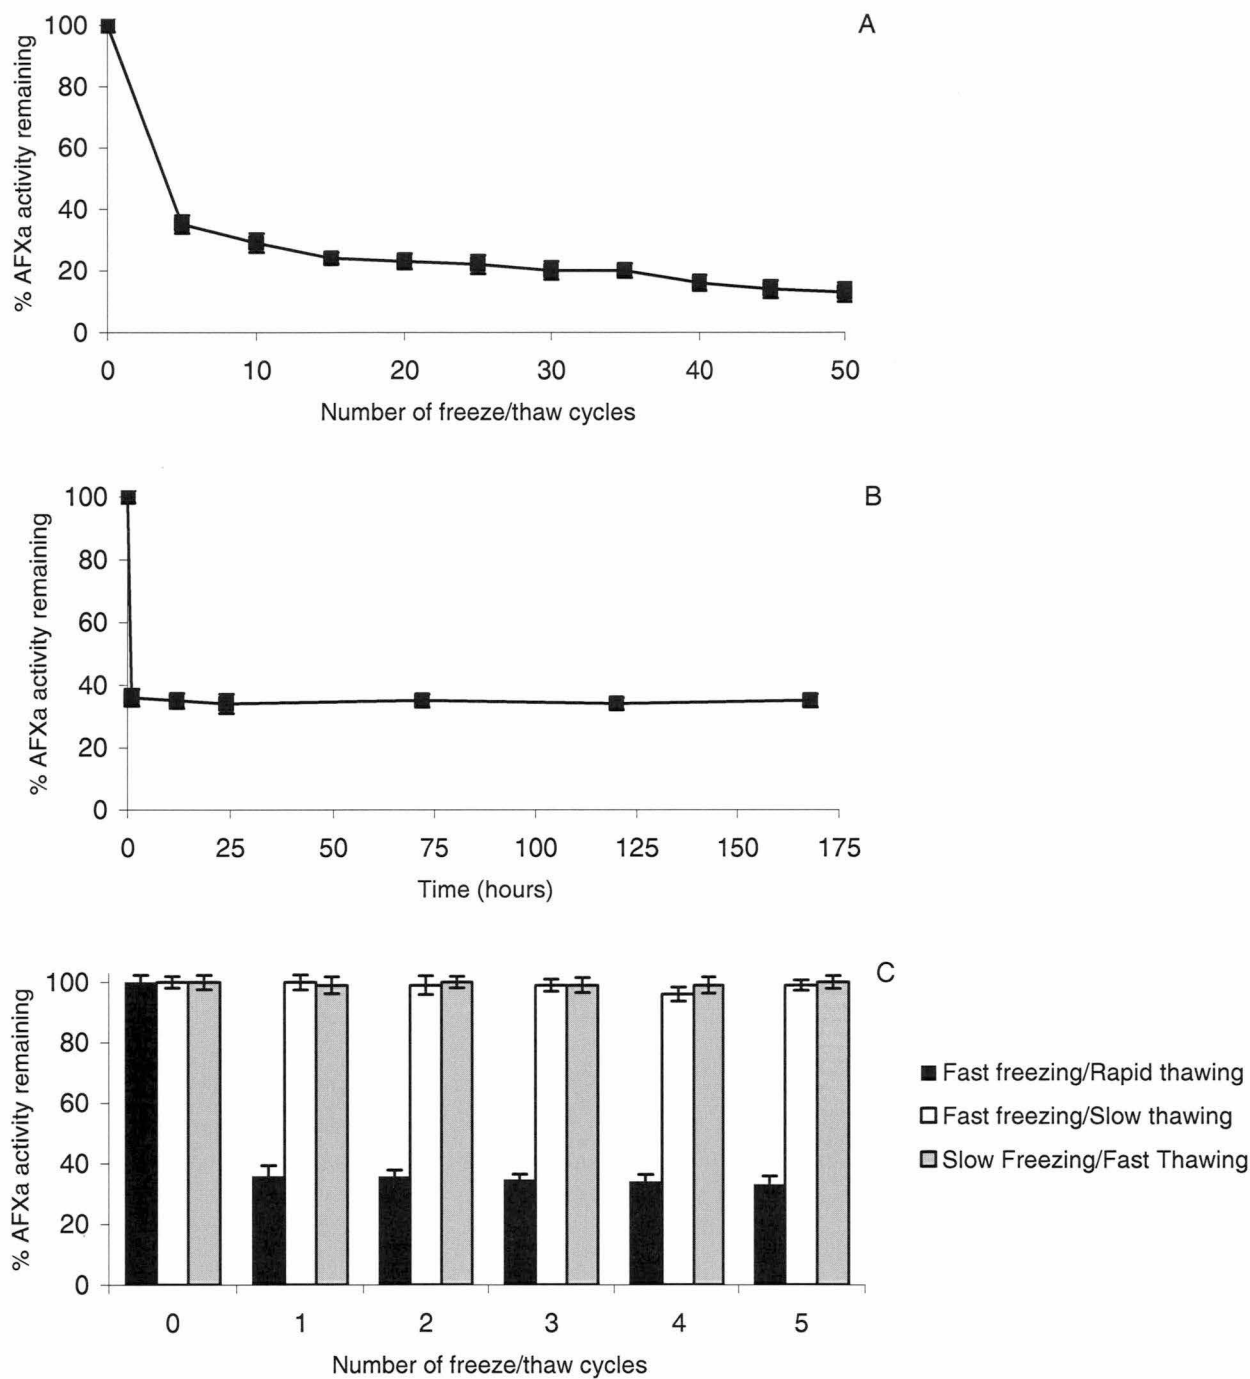 A
% AFXa activity remaining
100
80
60
40
20
0
0 10 20 30 40 50
Number of freeze/thaw cycles
B
% AFXa activity remaining
100
80
60
40
20
0
0 25 50 75 100 125 150 175
Time (hours)
C
% AFXa activity remaining
100
80
60
40
20
0
0 1 2 3 4 5
Number of freeze/thaw cycles
Fast freezing/Rapid thawing
Fast freezing/Slow thawing
Slow Freezing/Fast Thawing